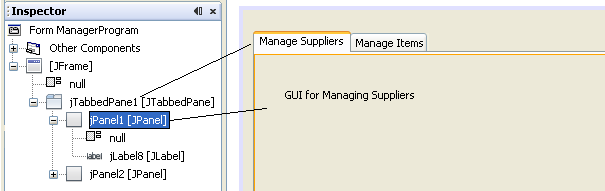 Inspector
Form ManagerProgram
Other Components
[JFrame]
null
jTabbedPane1 [JTabbedPane]
jPanel1 [JPanel]
null
label jLabel8 [JLabel]
jPanel2 [JPanel]
Manage Suppliers
Manage Items
GUI for Managing Suppliers